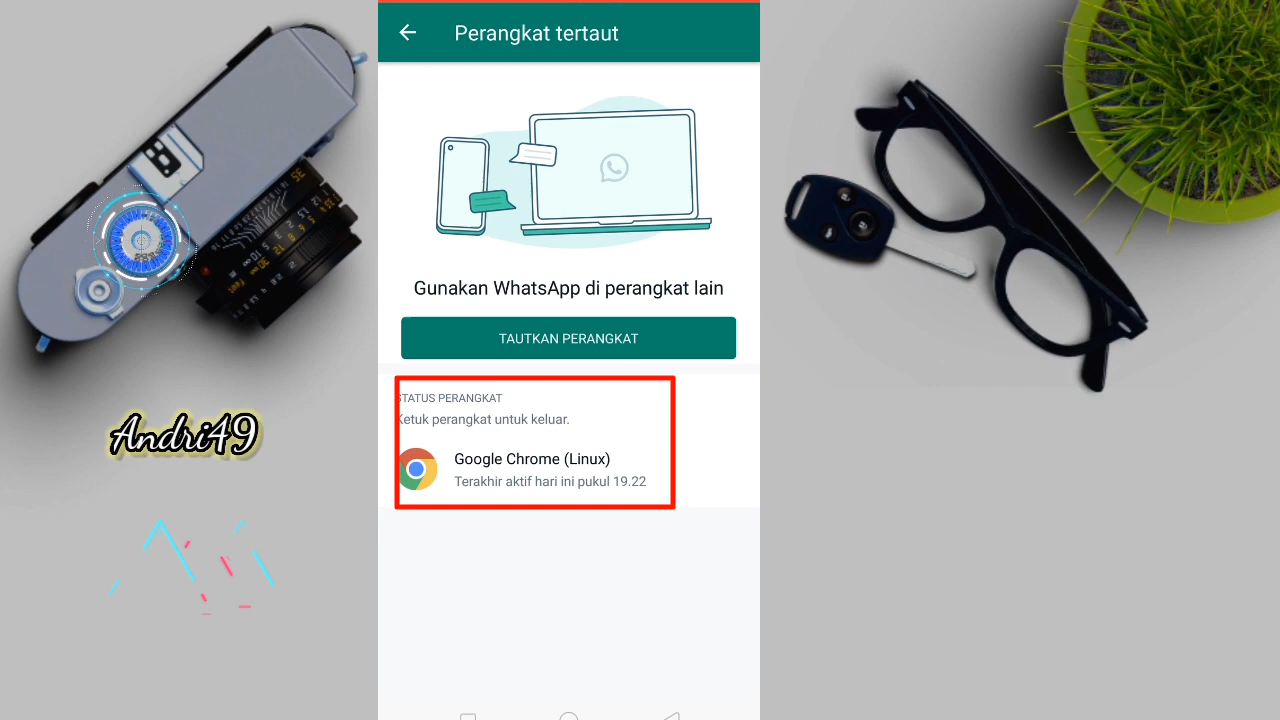 Perangkat tertaut
Gunakan WhatsApp di perangkat lain
TAUTKAN PERANGKAT
STATUS PERANGKAT
Ketuk perangkat untuk keluar.
Google Chrome (Linux)
Terakhir aktif hari ini pukul 19.22
Andri49